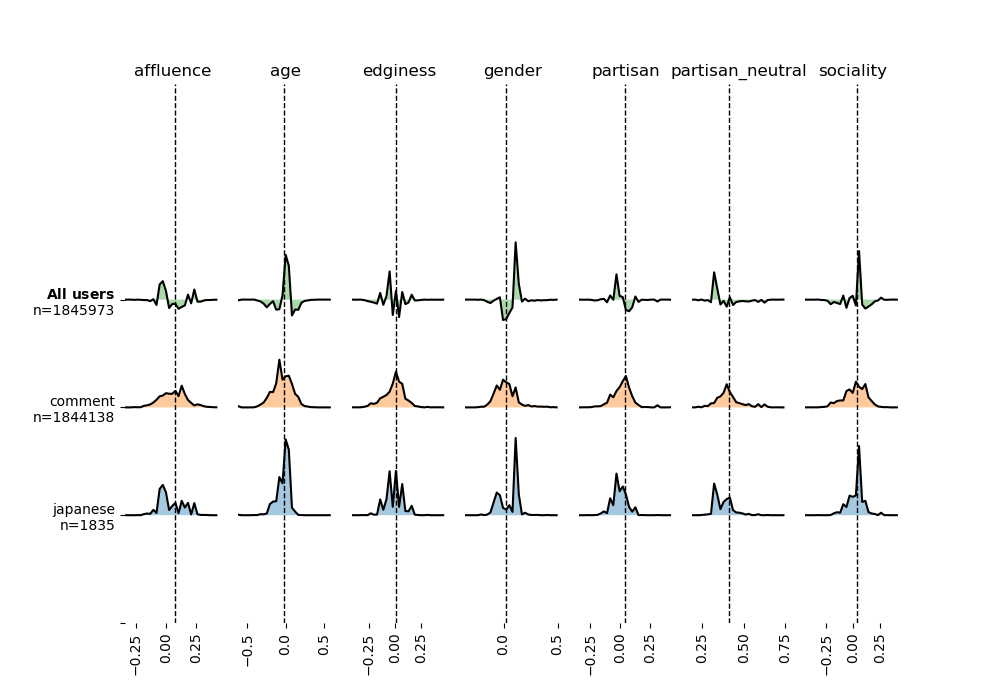 affluence age edginess gender partisan partisan_neutral sociality
All users
n=1845973
comment
n=1844138
japanese
n=1835
−0.25 0.00 0.25 −0.5 0.0 0.5 −0.25 0.00 0.25 0.0 0.5 −0.25 0.00 0.25 0.25 0.50 0.75 −0.25 0.00 0.25